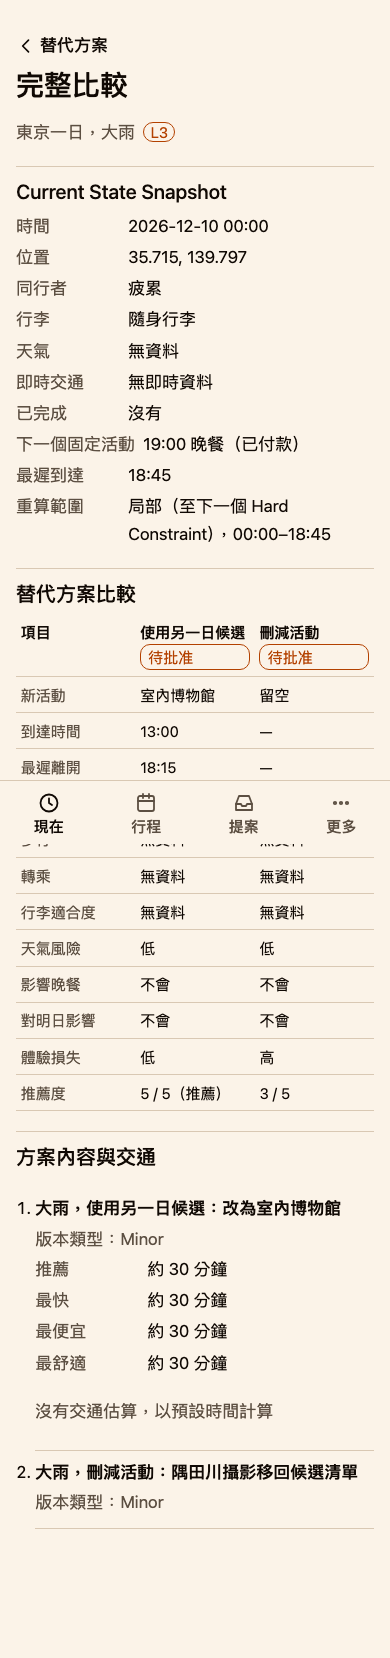 替代方案
完整比較
東京一日，大雨 L3
Current State Snapshot
時間 2026-12-10 00:00
位置 35.715, 139.797
同行者 疲累
行李 隨身行李
天氣 無資料
即時交通 無即時資料
已完成 沒有
下一個固定活動 19:00 晚餐（已付款）
最遲到達 18:45
重算範圍 局部（至下一個 Hard
Constraint），00:00–18:45
替代方案比較
項目 使用另一日候選 刪減活動
待批准 待批准
新活動 室內博物館 留空
到達時間 13:00 —
最遲離開 18:15 —
現在 行程 提案 更多
轉乘 無資料 無資料
行李適合度 無資料 無資料
天氣風險 低 低
影響晚餐 不會 不會
對明日影響 不會 不會
體驗損失 低 高
推薦度 5 / 5（推薦） 3 / 5
方案內容與交通
1. 大雨，使用另一日候選：改為室內博物館
版本類型：Minor
推薦 約 30 分鐘
最快 約 30 分鐘
最便宜 約 30 分鐘
最舒適 約 30 分鐘
沒有交通估算，以預設時間計算
2. 大雨，刪減活動：隅田川攝影移回候選清單
版本類型：Minor